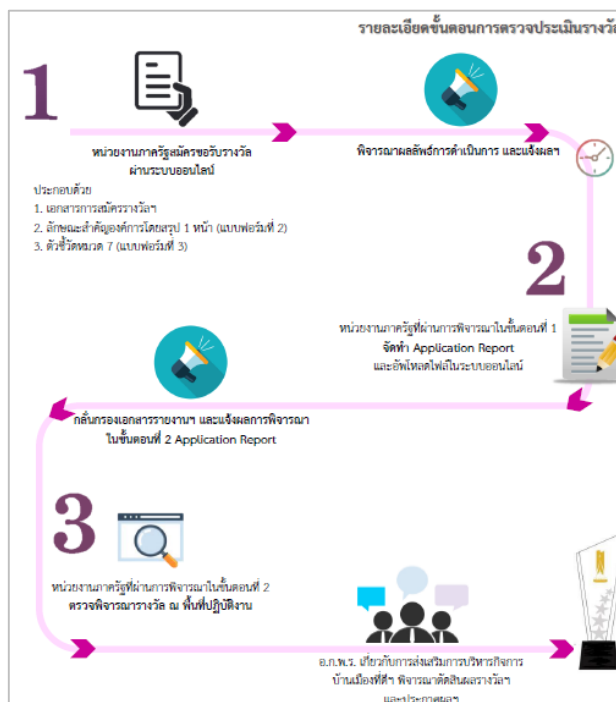 รายละเอียดขั้นตอนการตรวจประเมินรางวัล
1
หน่วยงานภาครัฐสมัครขอรับรางวัล
ผ่านระบบออนไลน์
พิจารณาผลลัพธ์การดำเนินการ และแจ้งผลฯ
ประกอบด้วย
1. เอกสารการสมัครรางวัลฯ
2. ลักษณะสำคัญองค์การโดยสรุป 1 หน้า (แบบฟอร์มที่ 2)
3. ตัวชี้วัดหมวด 7 (แบบฟอร์มที่ 3)
2
หน่วยงานภาครัฐที่ผ่านการพิจารณาในขั้นตอนที่ 1
จัดทำ Application Report
และอัพโหลดไฟล์ในระบบออนไลน์
กลั่นกรองเอกสารรายงานฯ และแจ้งผลการพิจารณา
ในขั้นตอนที่ 2 Application Report
3
หน่วยงานภาครัฐที่ผ่านการพิจารณาในขั้นตอนที่ 2
ตรวจพิจารณารางวัล ณ พื้นที่ปฏิบัติงาน
อ.ก.พ.ร. เกี่ยวกับการส่งเสริมการบริหารกิจการ
บ้านเมืองที่ดีฯ พิจารณาตัดสินผลรางวัลฯ
และประกาศผลฯ